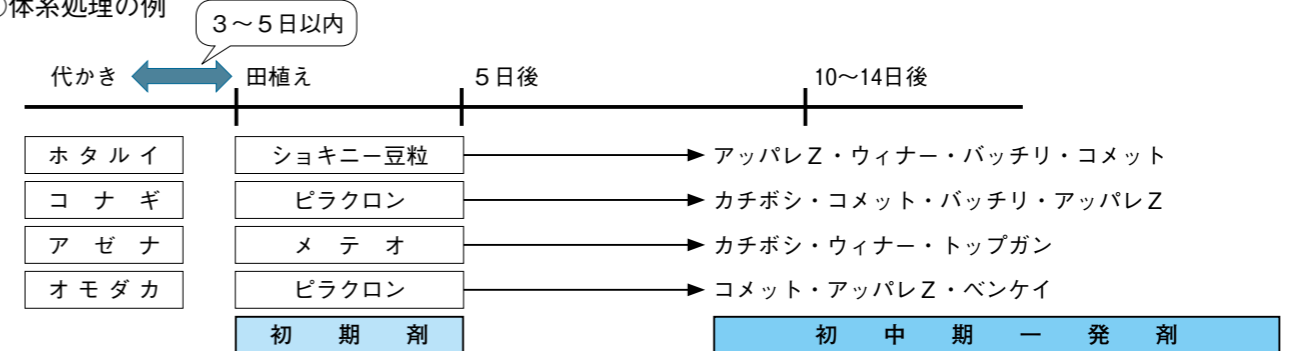 ○体系処理の例
3～5日以内
代かき 田植え 5日後 10～14日後
ホタルイ ショキニー豆粒 アッパレZ・ウィナー・バッチリ・コメット
コナギ ピラクロン カチボシ・コメット・バッチリ・アッパレZ
アゼナ メテオ カチボシ・ウィナー・トップガン
オモダカ ピラクロン コメット・アッパレZ・ベンケイ
初期剤 初中期一発剤